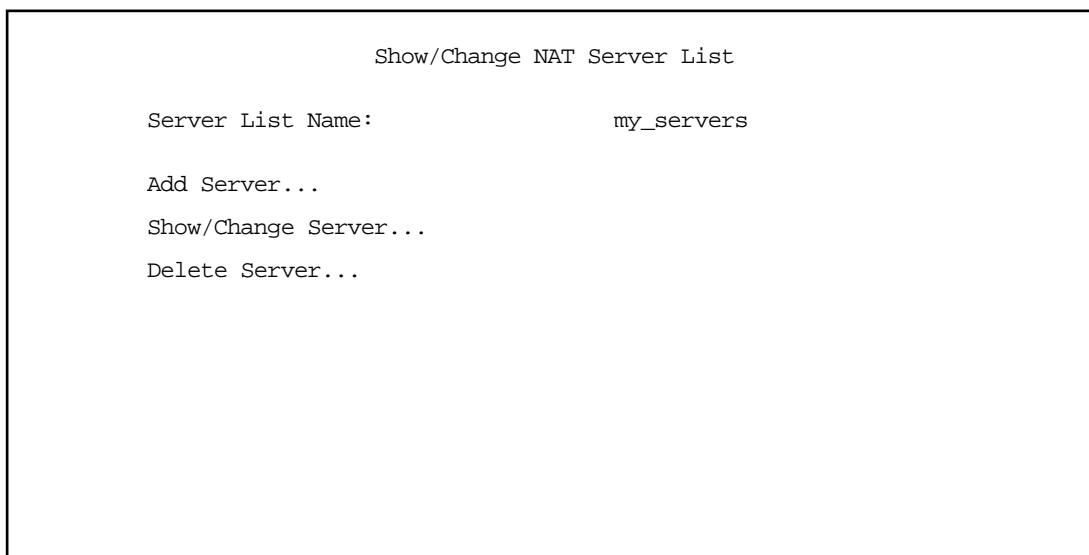 Show/Change NAT Server List
Server List Name: my_servers
Add Server...
Show/Change Server...
Delete Server...